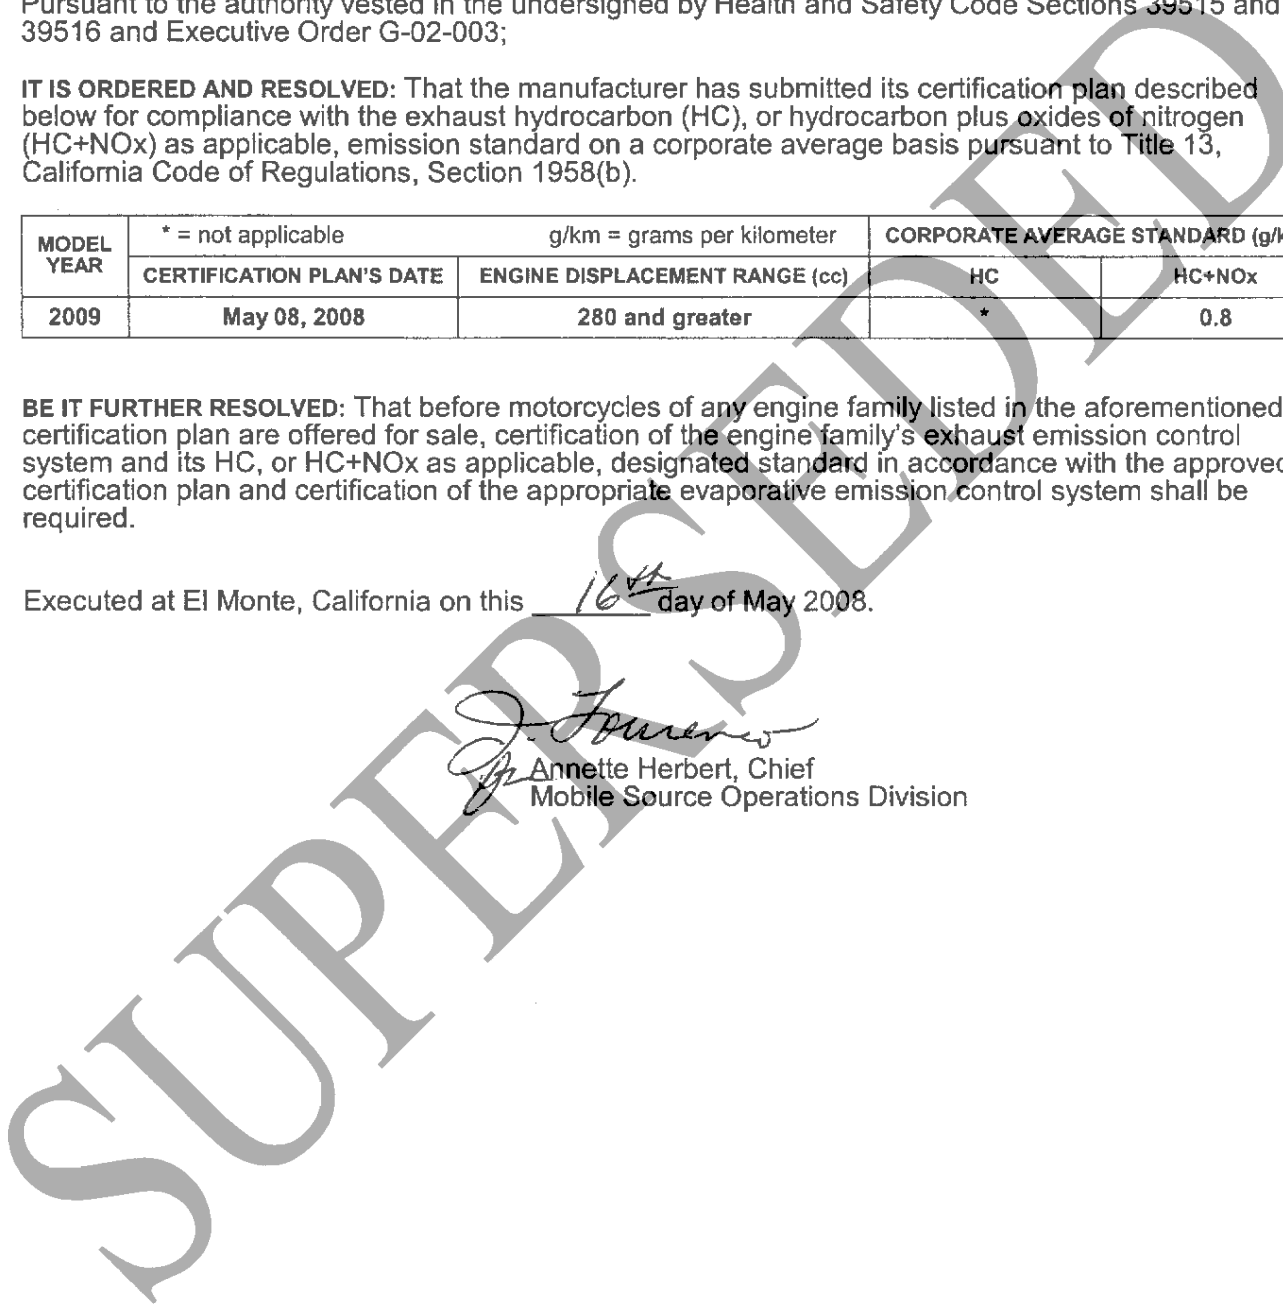 Pursuant to the authority vested in the undersigned by Health and Safety Code Sections 39515 and
39516 and Executive Order G-02-003;
IT IS ORDERED AND RESOLVED: That the manufacturer has submitted its certification plan described
below for compliance with the exhaust hydrocarbon (HC), or hydrocarbon plus oxides of nitrogen
(HC+NOx) as applicable, emission standard on a corporate average basis pursuant to Title 13,
California Code of Regulations, Section 1958(b).
MODEL YEAR
* = not applicable g/km = grams per kilometer
CORPORATE AVERAGE STANDARD (g/k
CERTIFICATION PLAN'S DATE ENGINE DISPLACEMENT RANGE (cc) HC HC+NOx
2009 May 08, 2008 280 and greater * 0.8
BE IT FURTHER RESOLVED: That before motorcycles of any engine family listed in the aforementioned
certification plan are offered for sale, certification of the engine family's exhaust emission control
system and its HC, or HC+NOx as applicable, designated standard in accordance with the approved
certification plan and certification of the appropriate evaporative emission control system shall be
required.
Executed at El Monte, California on this 16th day of May 2008.
J. Lourenco
Annette Herbert, Chief
Mobile Source Operations Division
SUPERSEDED